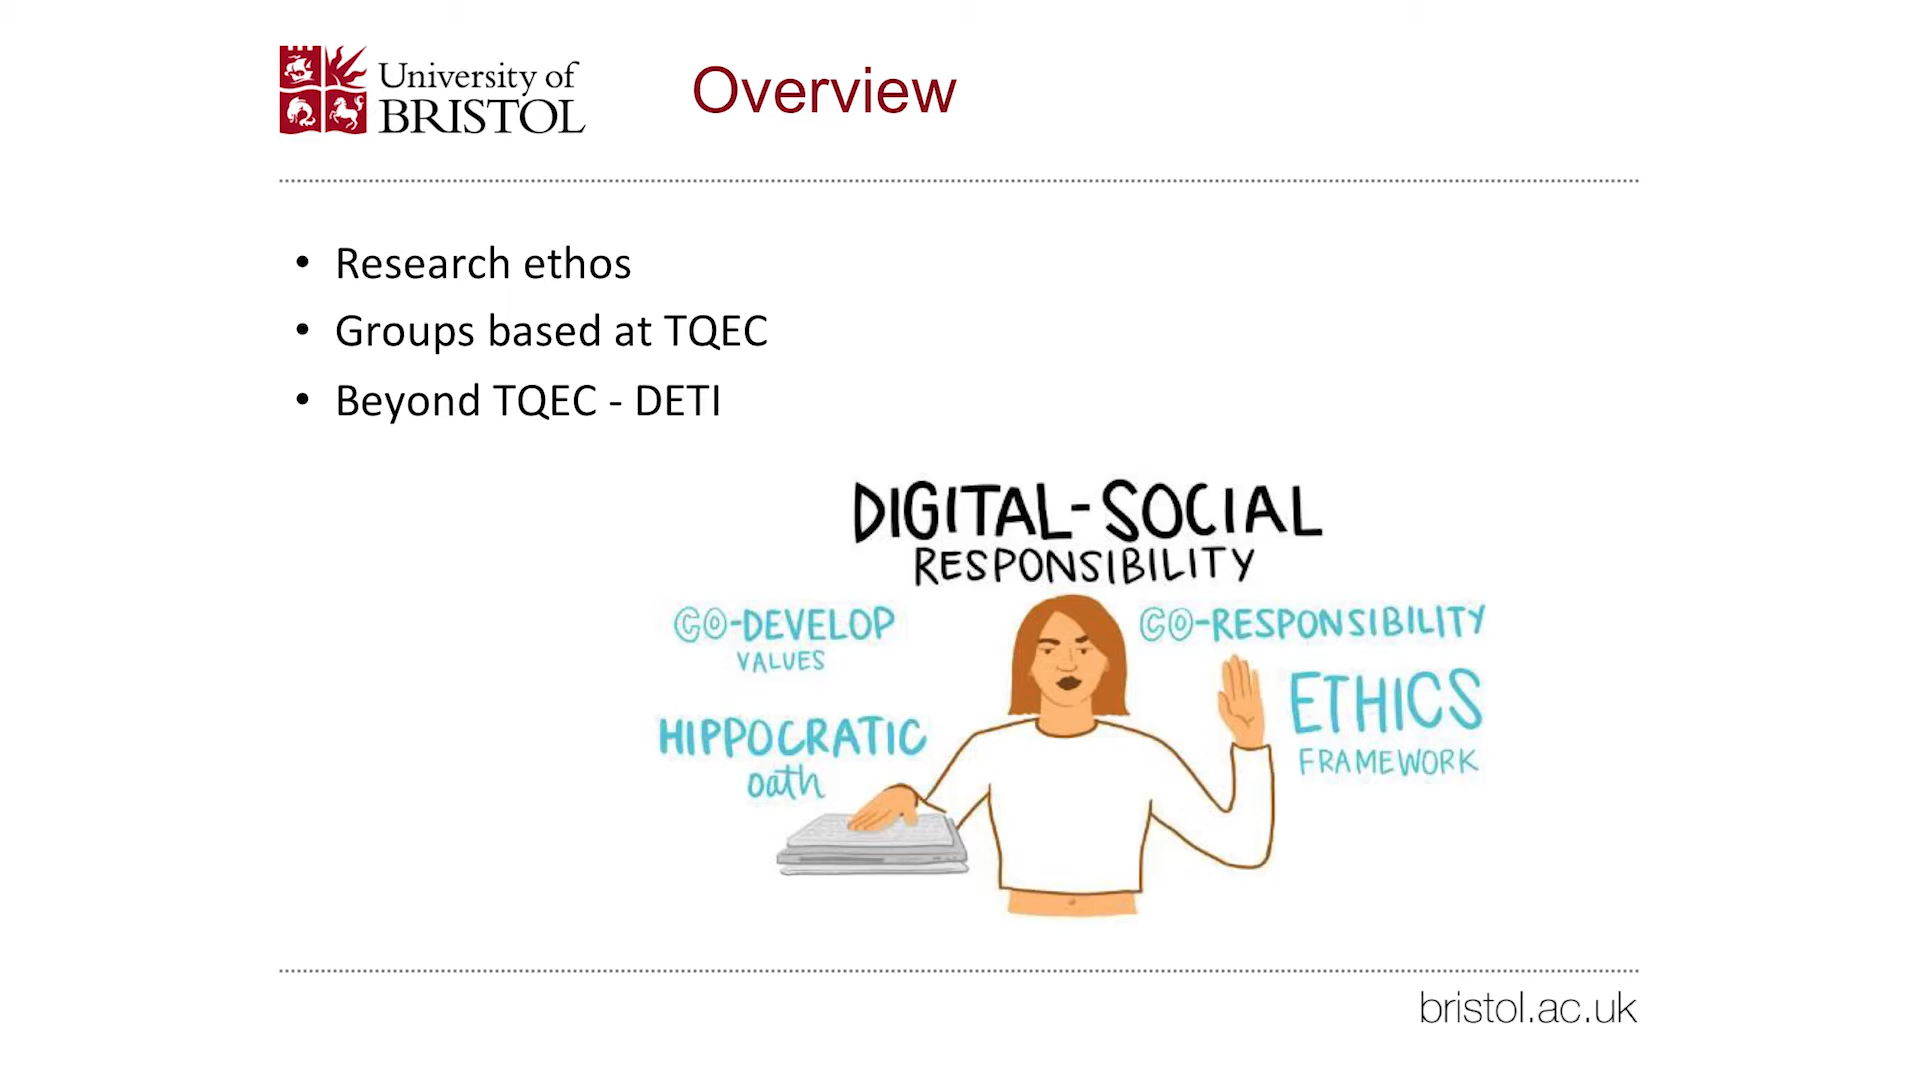 University of
BRISTOL
Overview
• Research ethos
• Groups based at TQEC
• Beyond TQEC - DETI
DIGITAL-SOCIAL
RESPONSIBILITY
CO-DEVELOP
VALUES
CO-RESPONSIBILITY
HIPPOCRATIC
oath
ETHICS
FRAMEWORK
bristol.ac.uk